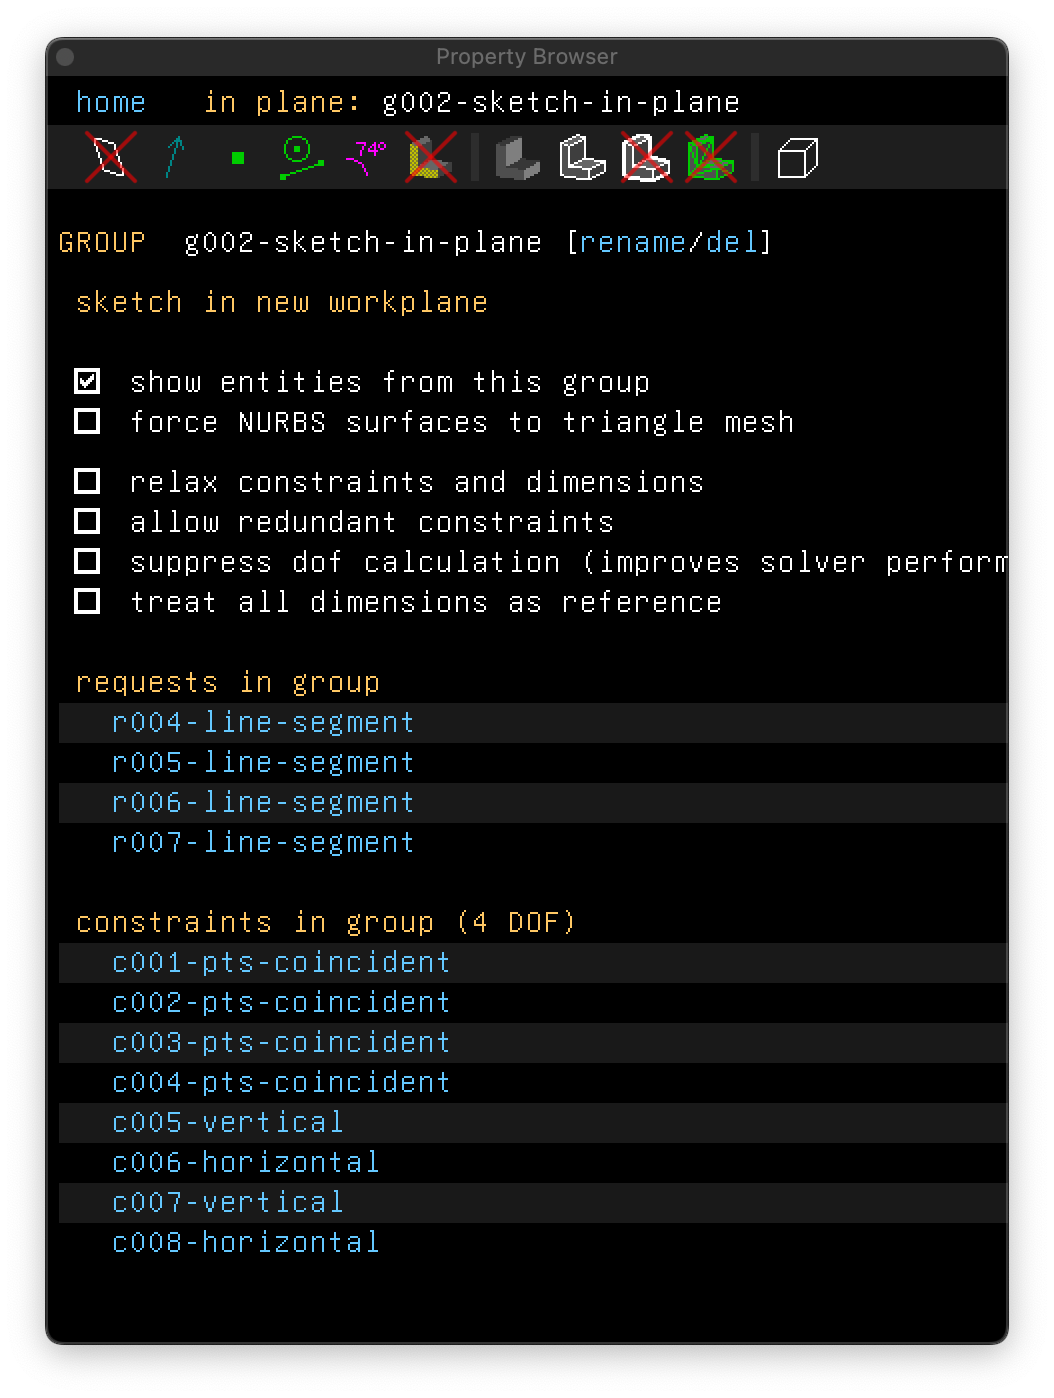 Property Browser
home in plane: g002-sketch-in-plane
74°
GROUP g002-sketch-in-plane [rename/del]
sketch in new workplane
show entities from this group
force NURBS surfaces to triangle mesh
relax constraints and dimensions
allow redundant constraints
suppress dof calculation (improves solver perform
treat all dimensions as reference
requests in group
r004-line-segment
r005-line-segment
r006-line-segment
r007-line-segment
constraints in group (4 DOF)
c001-pts-coincident
c002-pts-coincident
c003-pts-coincident
c004-pts-coincident
c005-vertical
c006-horizontal
c007-vertical
c008-horizontal